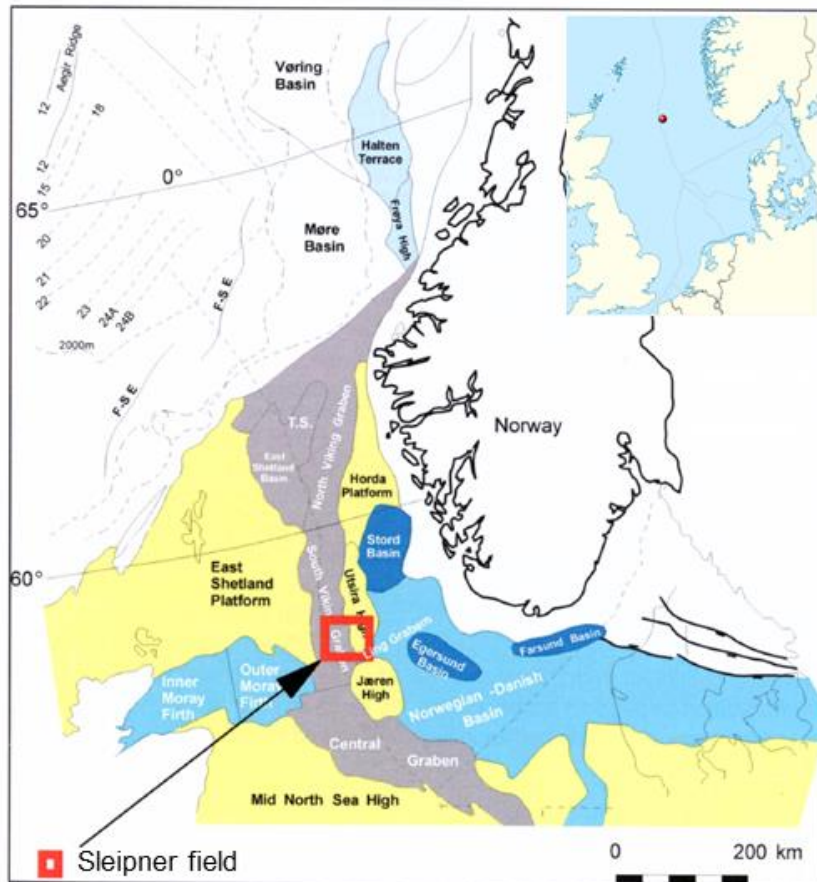 Aegir Ridge
12
18
12
15
20
21
22
23
24A
24B
2000m
0°
65°
60°
Vøring
Basin
Halten
Terrace
Frøya High
Møre
Basin
F-S E
F-S E
T.S.
East
Shetland
Basin
North Viking Graben
Horda
Platform
Norway
Stord
Basin
East
Shetland
Platform
South Viking Graben
Utsira High
Ling Graben
Egersund
Basin
Farsund Basin
Inner
Moray
Firth
Outer
Moray
Firth
Jæren
High
Norwegian -Danish
Basin
Central
Graben
Mid North Sea High
Sleipner field
0 200 km